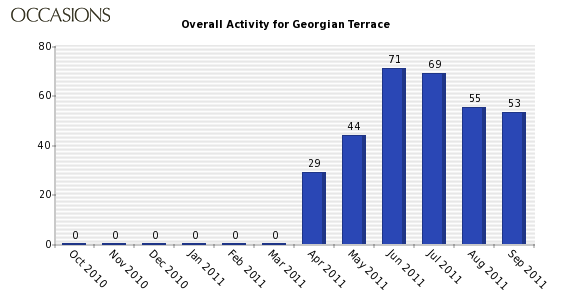 OCCASIONS
Overall Activity for Georgian Terrace
80
60
40
20
0
0 0 0 0 0 0 29 44 71 69 55 53
Oct 2010 Nov 2010 Dec 2010 Jan 2011 Feb 2011 Mar 2011 Apr 2011 May 2011 Jun 2011 Jul 2011 Aug 2011 Sep 2011